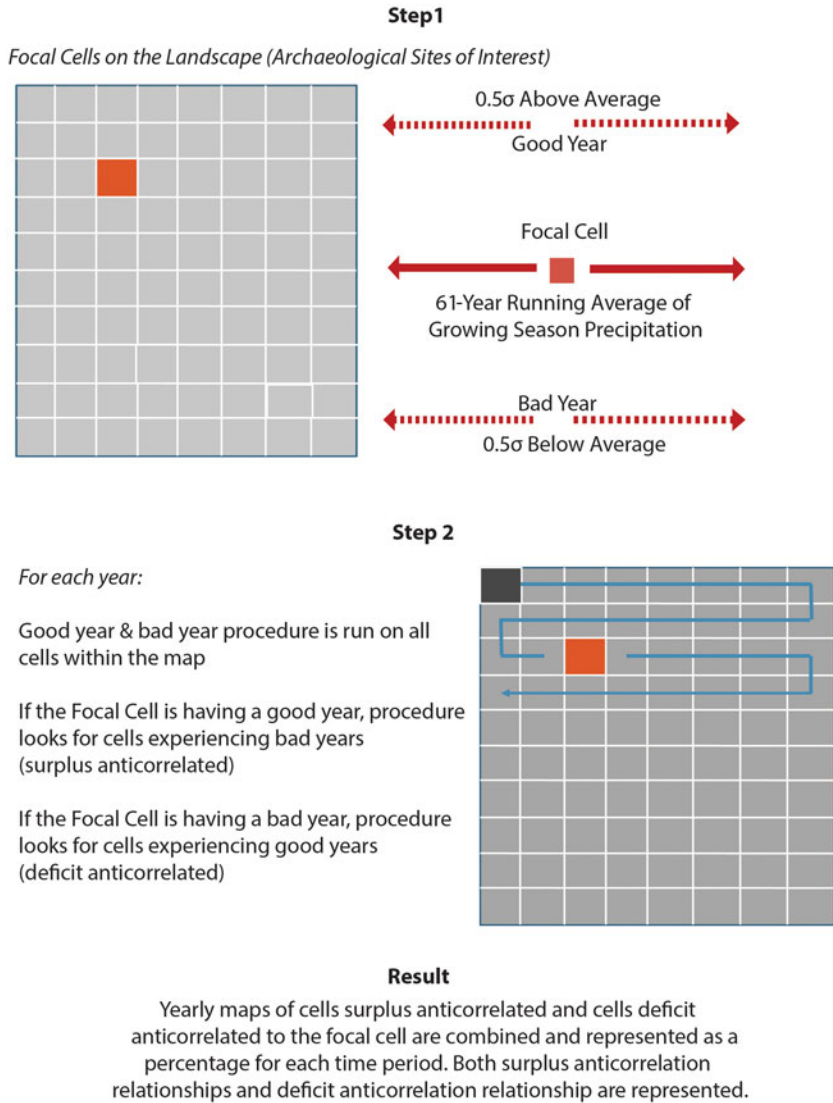 Step1
Focal Cells on the Landscape (Archaeological Sites of Interest)
0.5σ Above Average
Good Year
Focal Cell
61-Year Running Average of
Growing Season Precipitation
Bad Year
0.5σ Below Average
Step 2
For each year:
Good year & bad year procedure is run on all
cells within the map
If the Focal Cell is having a good year, procedure
looks for cells experiencing bad years
(surplus anticorrelated)
If the Focal Cell is having a bad year, procedure
looks for cells experiencing good years
(deficit anticorrelated)
Result
Yearly maps of cells surplus anticorrelated and cells deficit
anticorrelated to the focal cell are combined and represented as a
percentage for each time period. Both surplus anticorrelation
relationships and deficit anticorrelation relationship are represented.